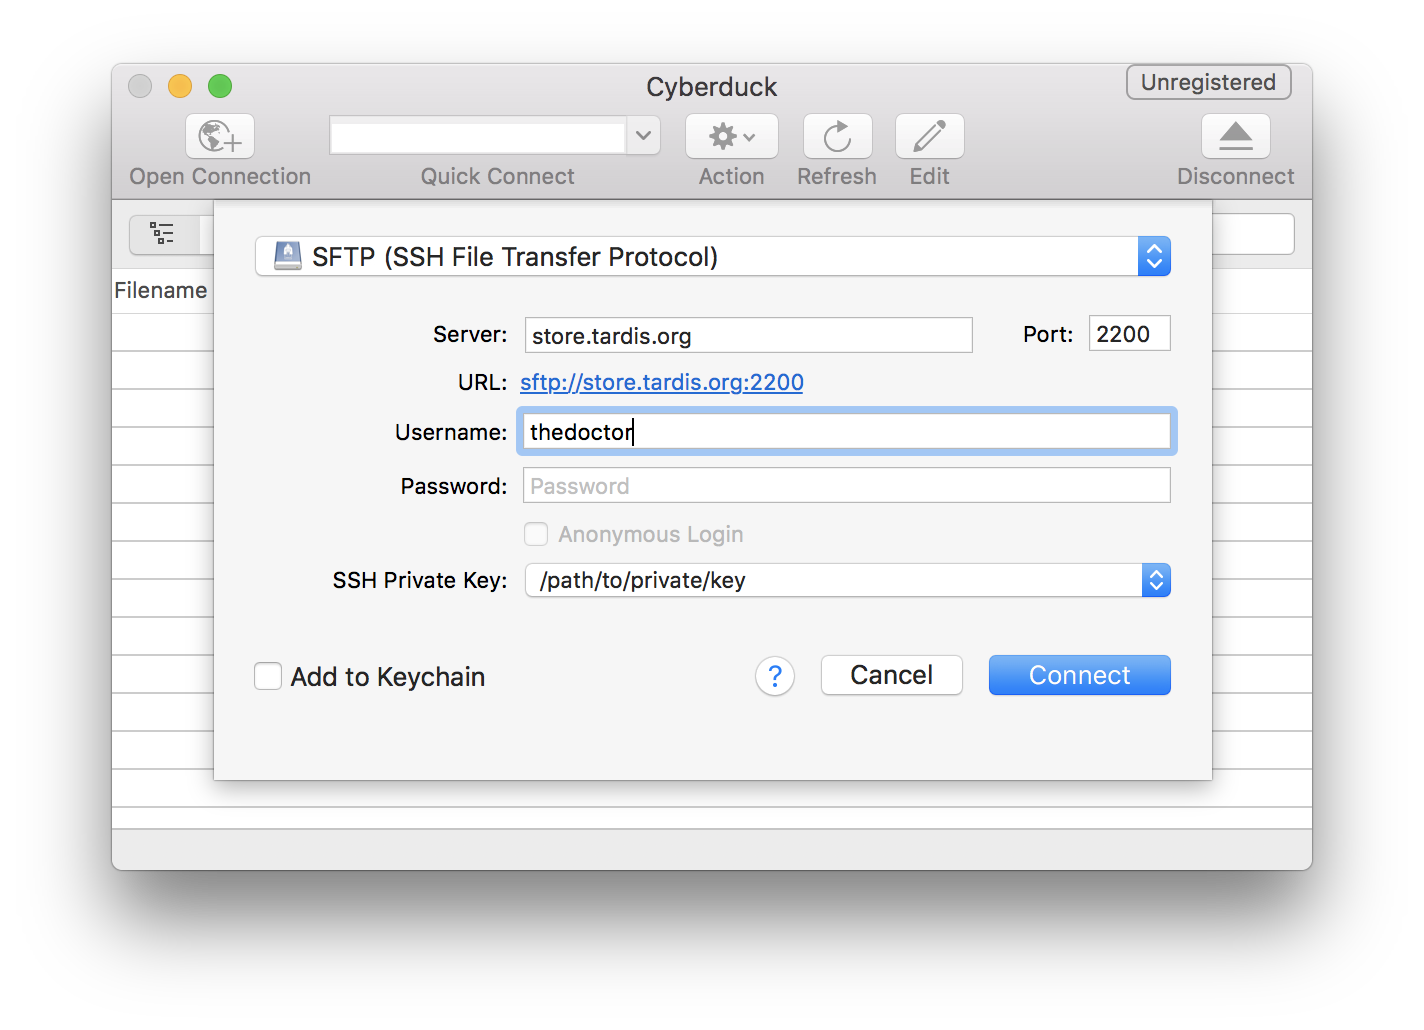 Cyberduck
Unregistered
Open Connection
Quick Connect
Action
Refresh
Edit
Disconnect
Filename
SFTP (SSH File Transfer Protocol)
Server: store.tardis.org Port: 2200
URL: sftp://store.tardis.org:2200
Username: thedoctor
Password: Password
Anonymous Login
SSH Private Key: /path/to/private/key
Add to Keychain ? Cancel Connect